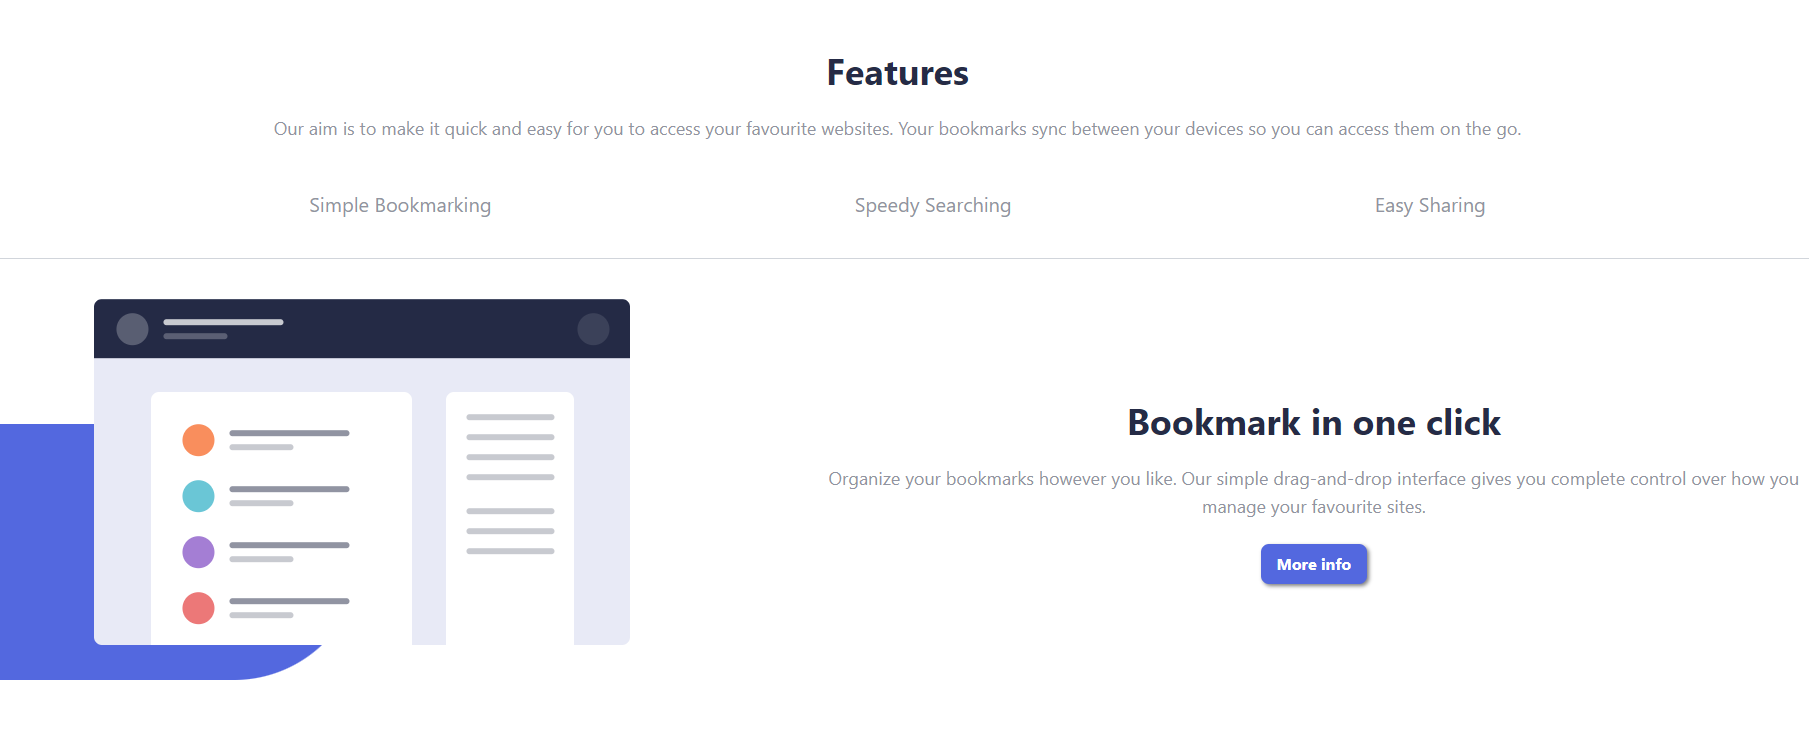 Features
Our aim is to make it quick and easy for you to access your favourite websites. Your bookmarks sync between your devices so you can access them on the go.
Simple Bookmarking
Speedy Searching
Easy Sharing
Bookmark in one click
Organize your bookmarks however you like. Our simple drag-and-drop interface gives you complete control over how you
manage your favourite sites.
More info